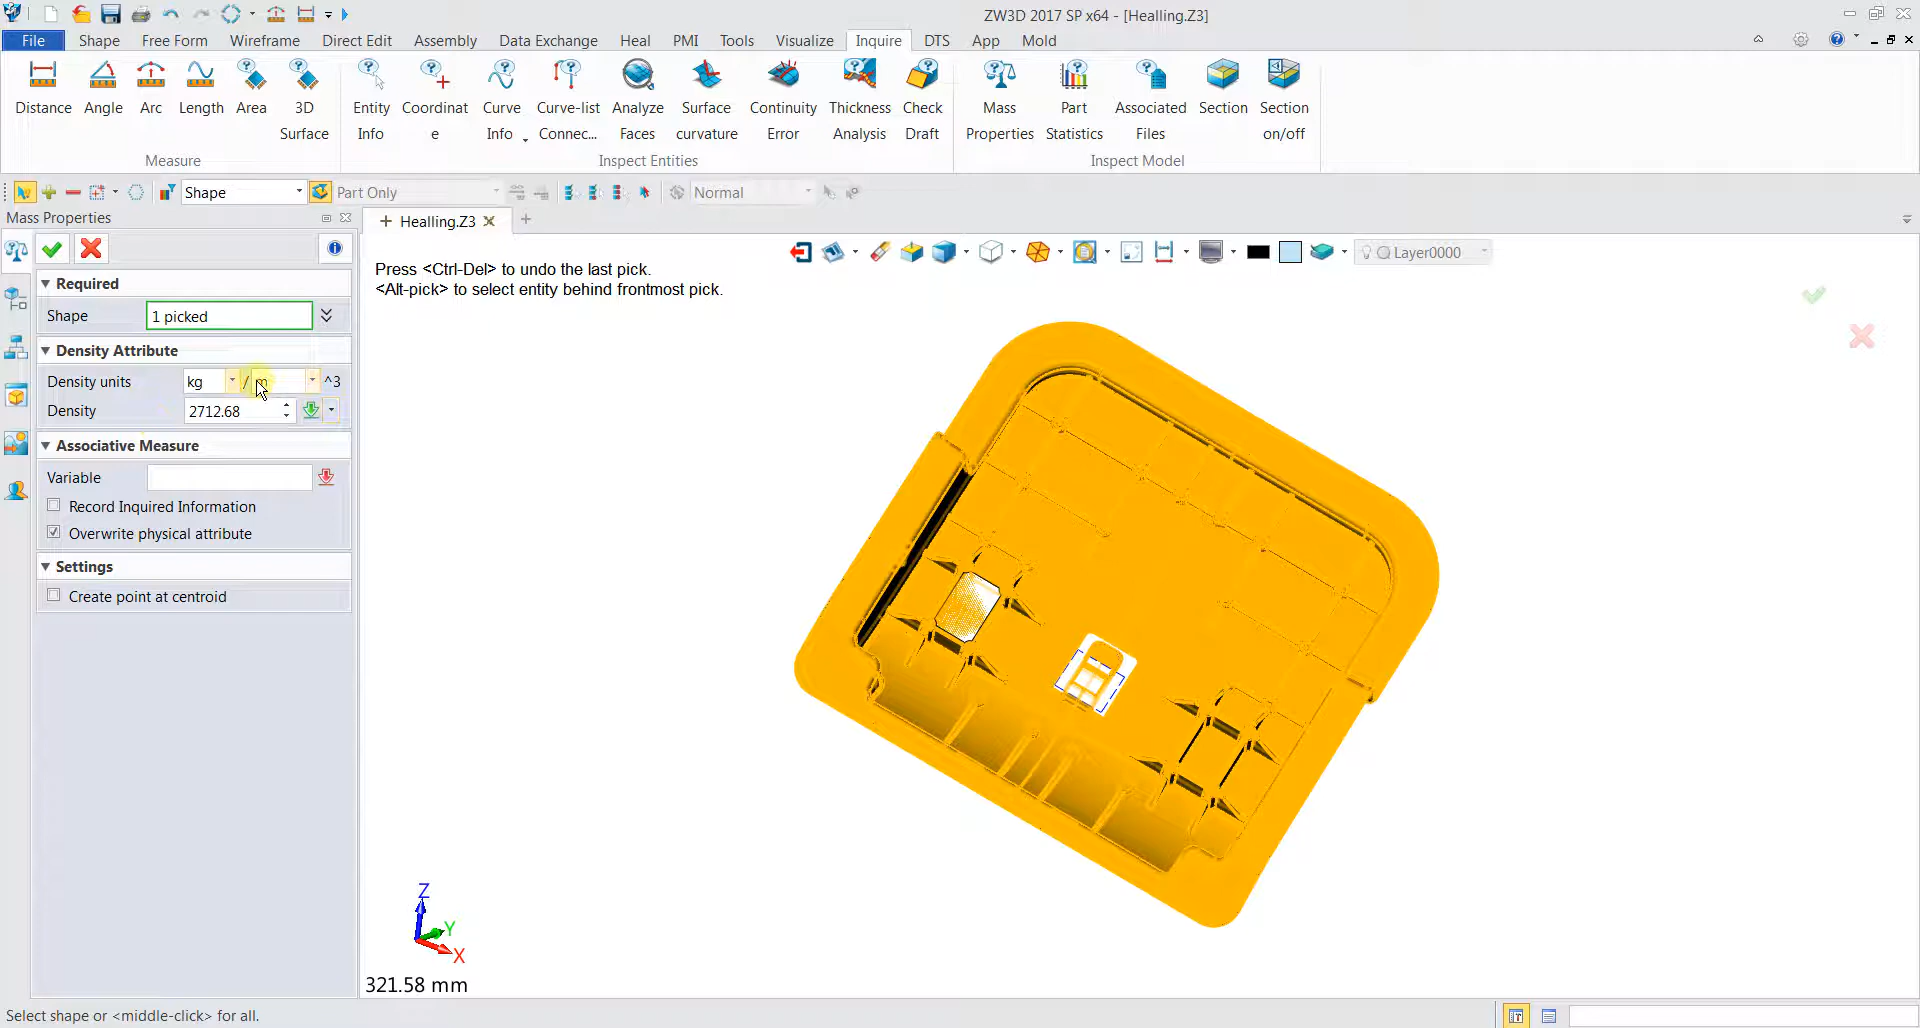 ZW3D 2017 SP x64 - [Healling.Z3]
File Shape Free Form Wireframe Direct Edit Assembly Data Exchange Heal PMI Tools Visualize Inquire DTS App Mold
Distance Angle Arc Length Area 3D Surface
Entity Info Coordinat e Curve Info Curve-list Connec... Analyze Faces Surface curvature Continuity Error Thickness Analysis Check Draft
Mass Properties Part Statistics Associated Files Section Section on/off
Measure Inspect Entities Inspect Model
Shape Part Only Normal
Mass Properties
Healling.Z3
Layer0000
Press <Ctrl-Del> to undo the last pick.
<Alt-pick> to select entity behind frontmost pick.
Required
Shape 1 picked
Density Attribute
Density units kg / m ^3
Density 2712.68
Associative Measure
Variable
Record Inquired Information
Overwrite physical attribute
Settings
Create point at centroid
Z
Y
X
321.58 mm
Select shape or <middle-click> for all.